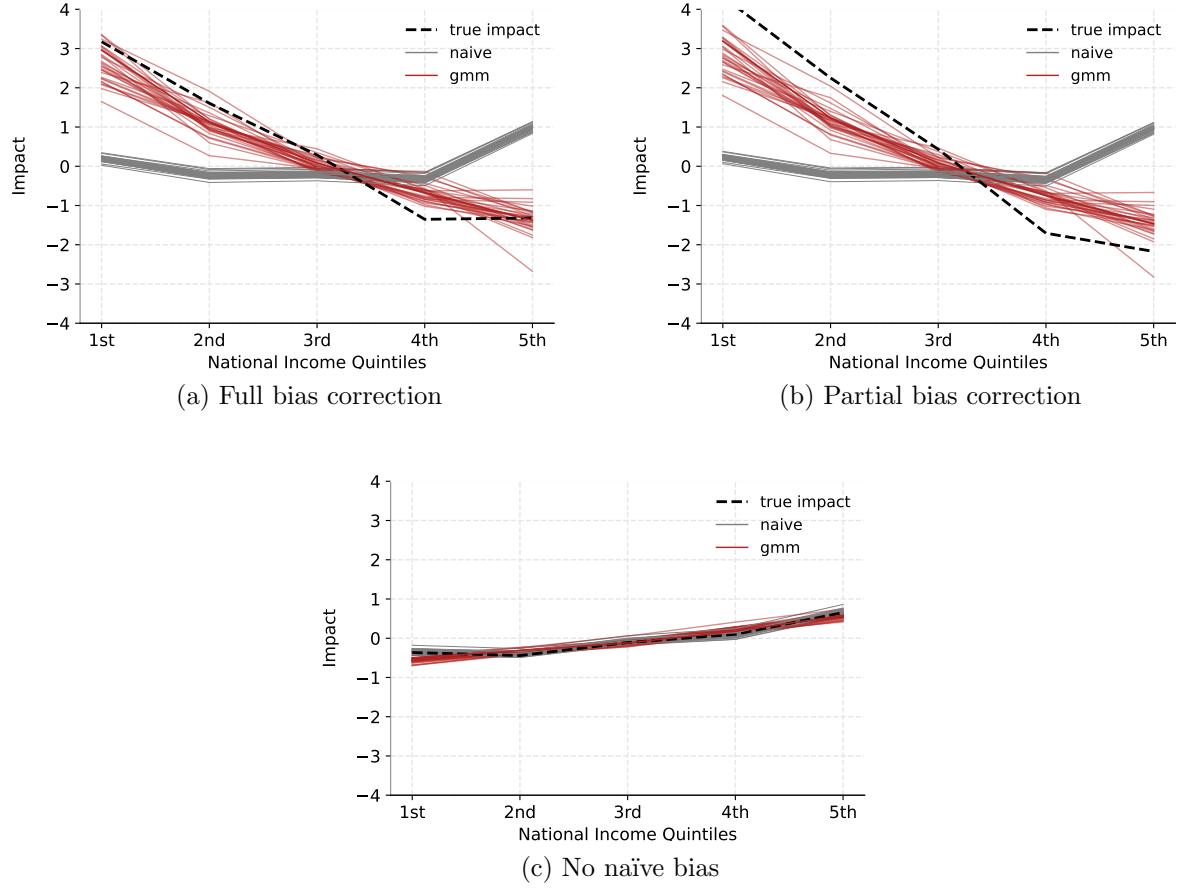 4
3
2
1
0
−1
−2
−3
−4
Impact
true impact
naive
gmm
1st 2nd 3rd 4th 5th
National Income Quintiles
(a) Full bias correction
4
3
2
1
0
−1
−2
−3
−4
Impact
true impact
naive
gmm
1st 2nd 3rd 4th 5th
National Income Quintiles
(b) Partial bias correction
4
3
2
1
0
−1
−2
−3
−4
Impact
true impact
naive
gmm
1st 2nd 3rd 4th 5th
National Income Quintiles
(c) No naïve bias